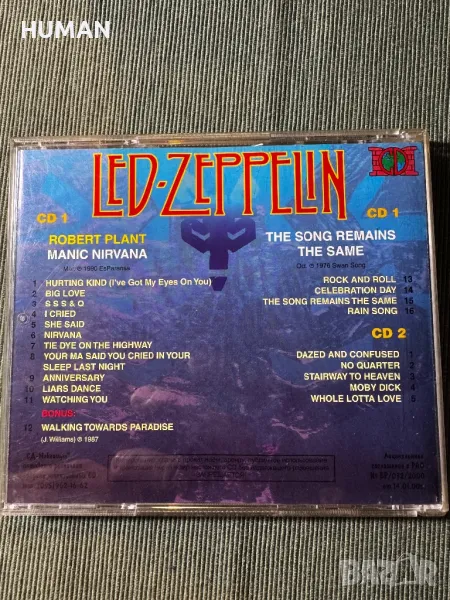 HUMAN
LED-ZEPPELIN
CD 1
ROBERT PLANT
MANIC NIRVANA
1 HURTING KIND (I've Got My Eyes On You)
2 BIG LOVE
3 S S S & Q
4 I CRIED
5 SHE SAID
6 NIRVANA
7 TIE DYE ON THE HIGHWAY
8 YOUR MA SAID YOU CRIED IN YOUR
SLEEP LAST NIGHT
9 ANNIVERSARY
10 LIARS DANCE
11 WATCHING YOU
BONUS:
12 WALKING TOWARDS PARADISE
(J. Williams) ℗ 1987
CD 1
THE SONG REMAINS
THE SAME
1976 Swan Song
ROCK AND ROLL 13
CELEBRATION DAY 14
THE SONG REMAINS THE SAME 15
RAIN SONG 16
CD 2
DAZED AND CONFUSED 1
NO QUARTER 2
STAIRWAY TO HEAVEN 3
MOBY DICK 4
WHOLE LOTTA LOVE 5
BAZAR